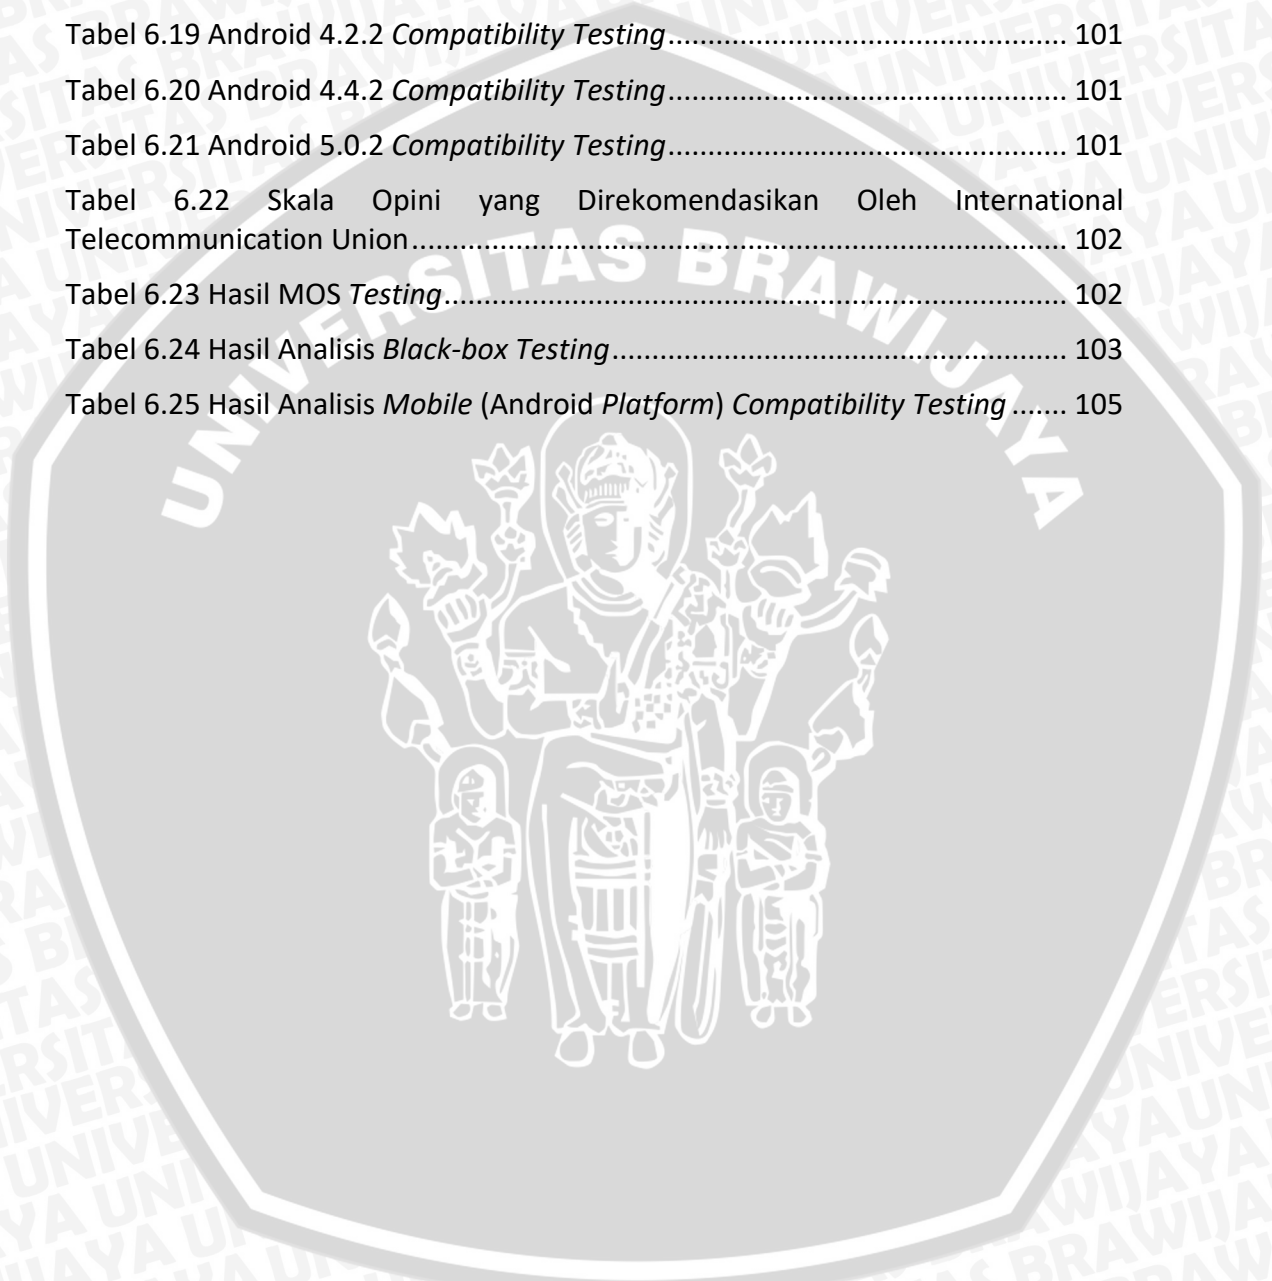 Tabel 6.19 Android 4.2.2 Compatibility Testing.................................................. 101
Tabel 6.20 Android 4.4.2 Compatibility Testing.................................................. 101
Tabel 6.21 Android 5.0.2 Compatibility Testing.................................................. 101
Tabel 6.22 Skala Opini yang Direkomendasikan Oleh International
Telecommunication Union.................................................................................. 102
Tabel 6.23 Hasil MOS Testing.............................................................................. 102
Tabel 6.24 Hasil Analisis Black-box Testing......................................................... 103
Tabel 6.25 Hasil Analisis Mobile (Android Platform) Compatibility Testing....... 105
UNIVERSITAS BRAWIJAYA